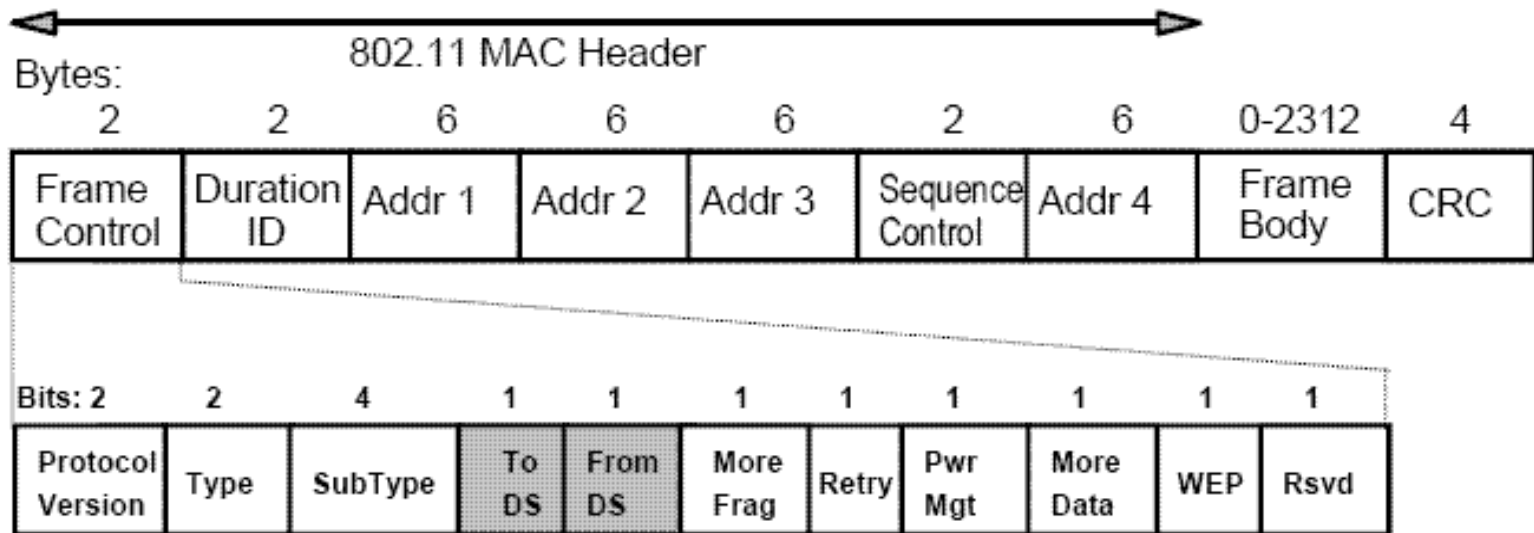 802.11 MAC Header
Bytes:
2 2 6 6 6 2 6 0-2312 4
Frame Control Duration ID Addr 1 Addr 2 Addr 3 Sequence Control Addr 4 Frame Body CRC
Bits: 2 2 4 1 1 1 1 1 1 1 1
Protocol Version Type SubType To DS From DS More Frag Retry Pwr Mgt More Data WEP Rsvd